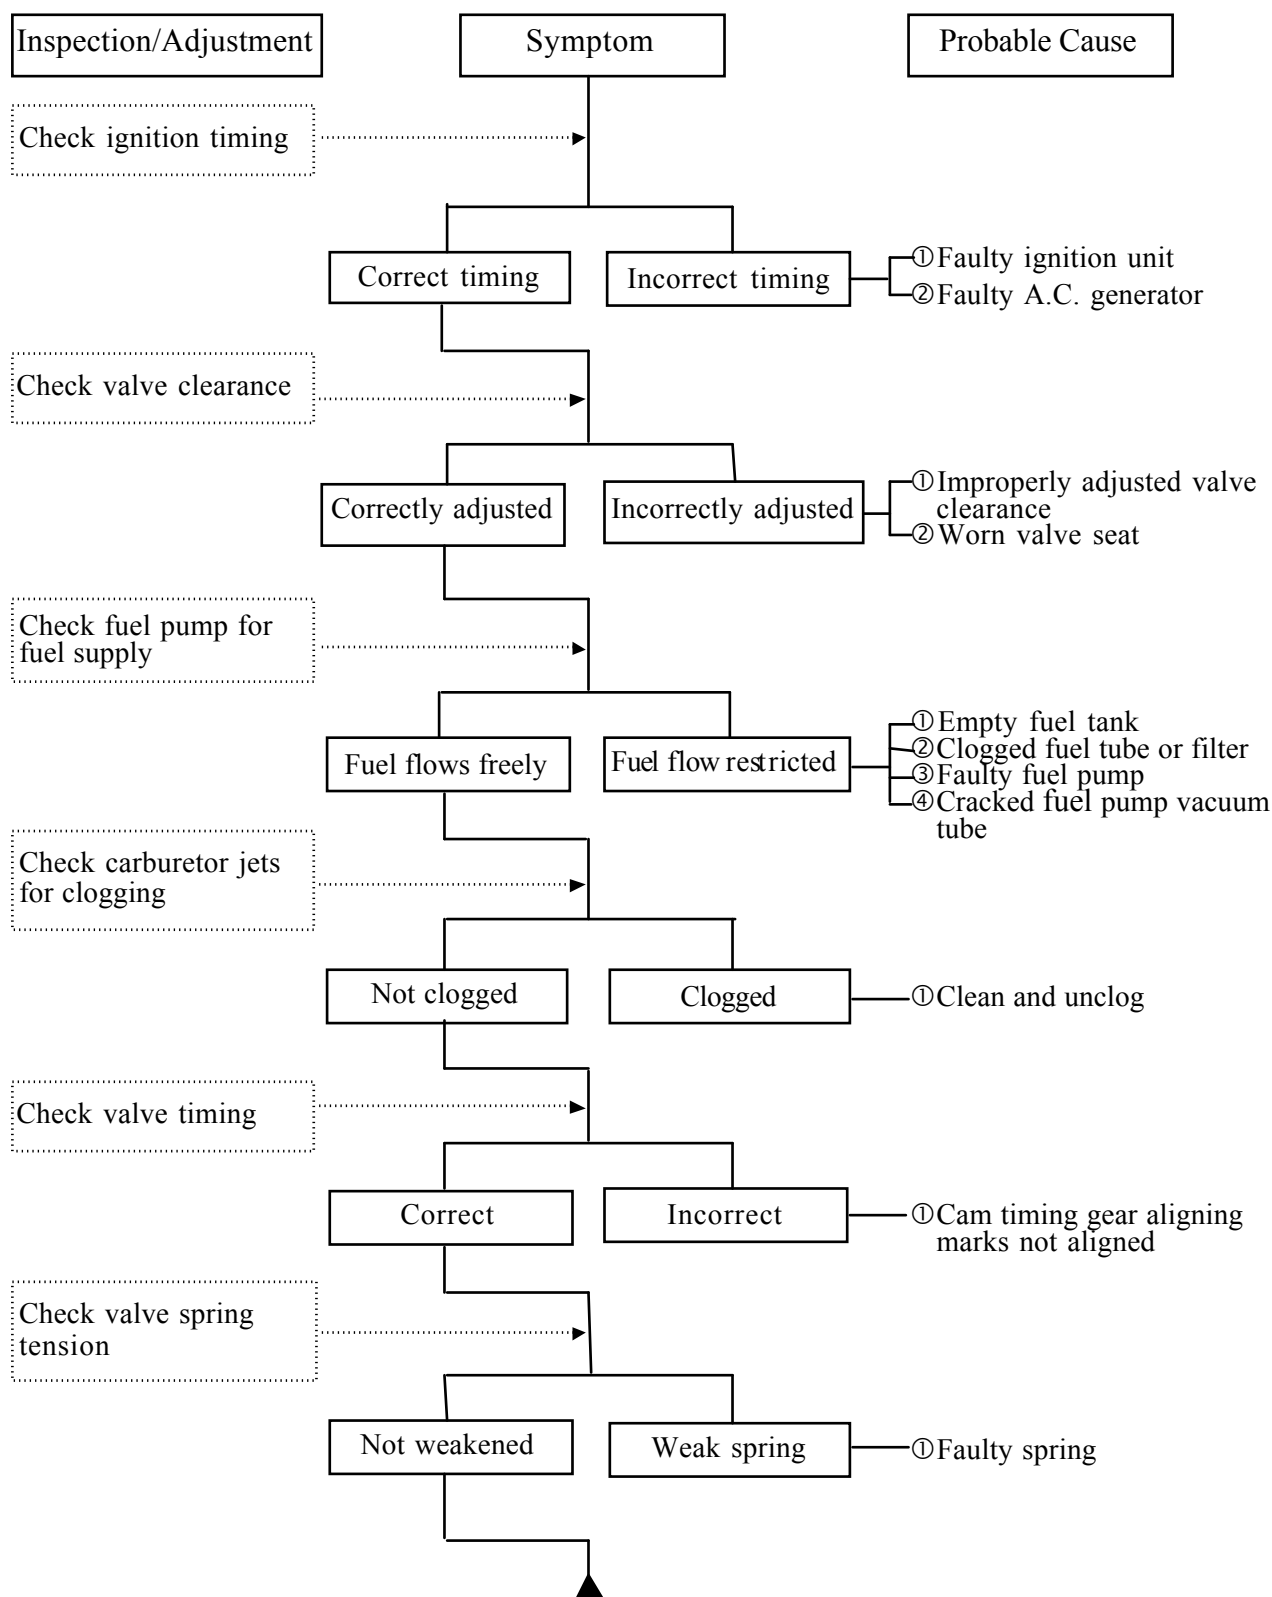 Inspection/Adjustment
Symptom
Probable Cause
Check ignition timing
Correct timing
Incorrect timing
①Faulty ignition unit
②Faulty A.C. generator
Check valve clearance
Correctly adjusted
Incorrectly adjusted
①Improperly adjusted valve
clearance
②Worn valve seat
Check fuel pump for
fuel supply
Fuel flows freely
Fuel flow restricted
①Empty fuel tank
②Clogged fuel tube or filter
③Faulty fuel pump
④Cracked fuel pump vacuum
tube
Check carburetor jets
for clogging
Not clogged
Clogged
①Clean and unclog
Check valve timing
Correct
Incorrect
①Cam timing gear aligning
marks not aligned
Check valve spring
tension
Not weakened
Weak spring
①Faulty spring